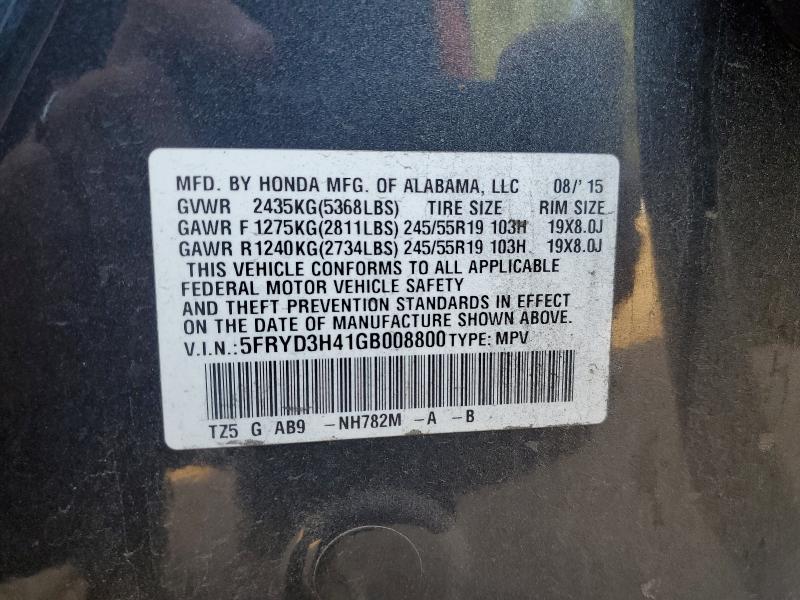 MFD. BY HONDA MFG. OF ALABAMA, LLC 08/'15
GVWR 2435KG(5368LBS) TIRE SIZE RIM SIZE
GAWR F 1275KG(2811LBS) 245/55R19 103H 19X8.0J
GAWR R 1240KG(2734LBS) 245/55R19 103H 19X8.0J
THIS VEHICLE CONFORMS TO ALL APPLICABLE
FEDERAL MOTOR VEHICLE SAFETY
AND THEFT PREVENTION STANDARDS IN EFFECT
ON THE DATE OF MANUFACTURE SHOWN ABOVE.
V.I.N.:5FRYD3H41GB008800 TYPE: MPV
TZ5 G AB9 -NH782M -A -B